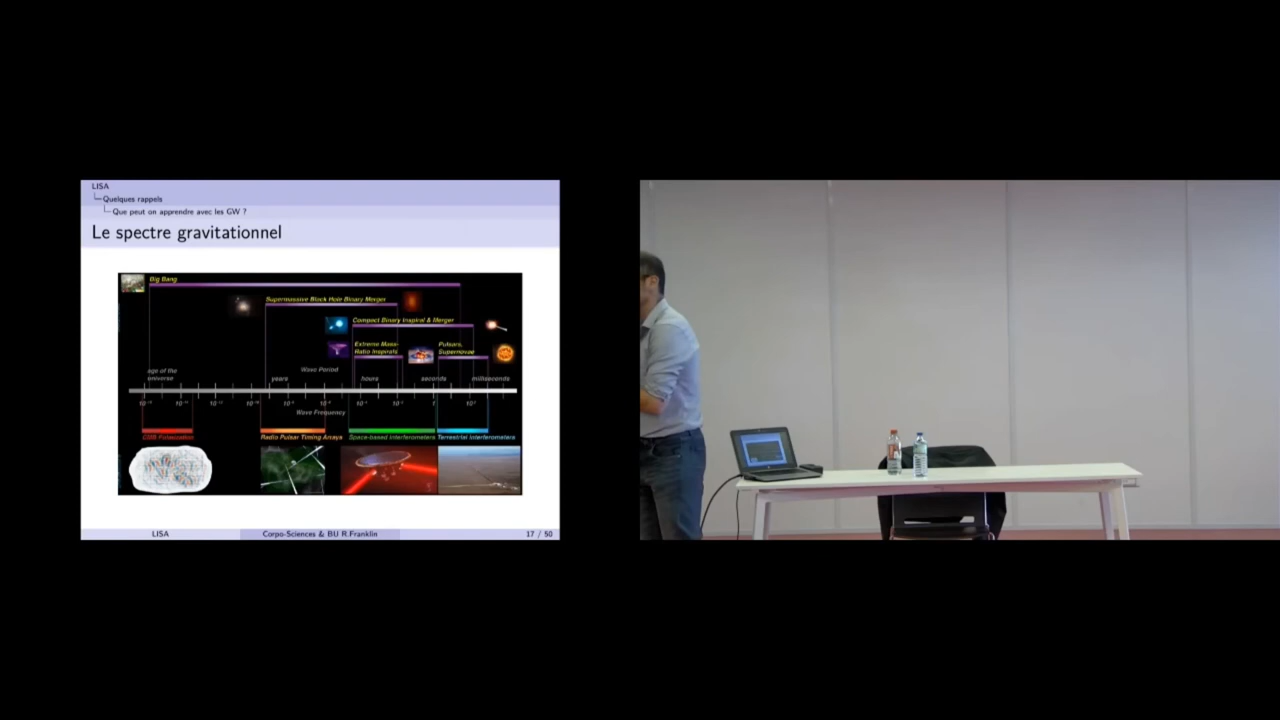 LISA
Quelques rappels
Que peut on apprendre avec les GW ?
Le spectre gravitationnel
Big Bang
Supermassive Black Hole Binary Merger
Compact Binary Inspiral & Merger
Extreme Mass-
Ratio Inspirals
Pulsars,
Supernovae
age of the
universe
Wave Period
years
hours
seconds
milliseconds
Wave Frequency
CMB Polarization
Radio Pulsar Timing Arrays
Space-based Interferometers
Terrestrial Interferometers
LISA
Corpo-Sciences & BU R.Franklin
17 / 50